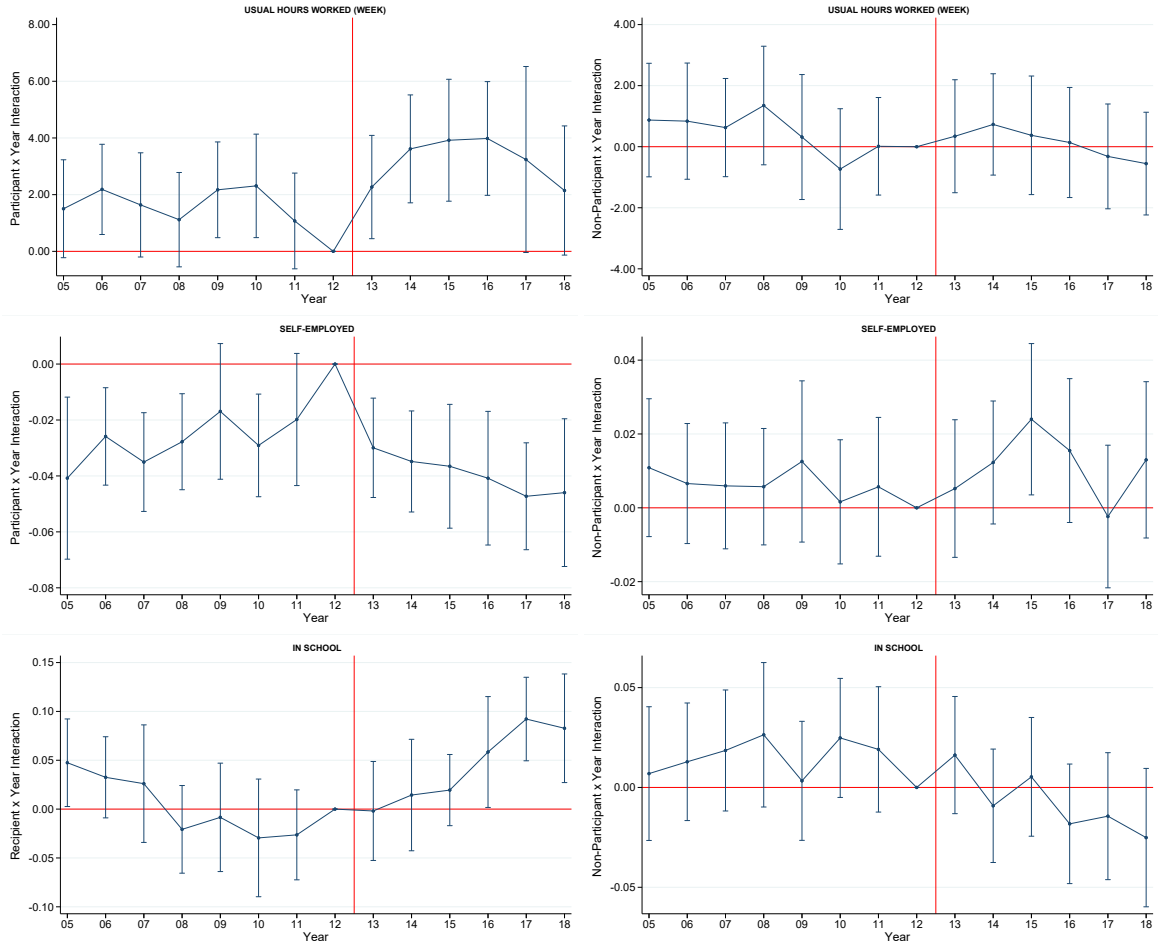 USUAL HOURS WORKED (WEEK)
Participant x Year Interaction
8.00
6.00
4.00
2.00
0.00
05 06 07 08 09 10 11 12 13 14 15 16 17 18
Year
USUAL HOURS WORKED (WEEK)
Non-Participant x Year Interaction
4.00
2.00
0.00
-2.00
-4.00
05 06 07 08 09 10 11 12 13 14 15 16 17 18
Year
SELF-EMPLOYED
Participant x Year Interaction
0.00
-0.02
-0.04
-0.06
-0.08
05 06 07 08 09 10 11 12 13 14 15 16 17 18
Year
SELF-EMPLOYED
Non-Participant x Year Interaction
0.04
0.02
0.00
-0.02
05 06 07 08 09 10 11 12 13 14 15 16 17 18
Year
IN SCHOOL
Recipient x Year Interaction
0.15
0.10
0.05
0.00
-0.05
-0.10
05 06 07 08 09 10 11 12 13 14 15 16 17 18
Year
IN SCHOOL
Non-Participant x Year Interaction
0.05
0.00
-0.05
05 06 07 08 09 10 11 12 13 14 15 16 17 18
Year